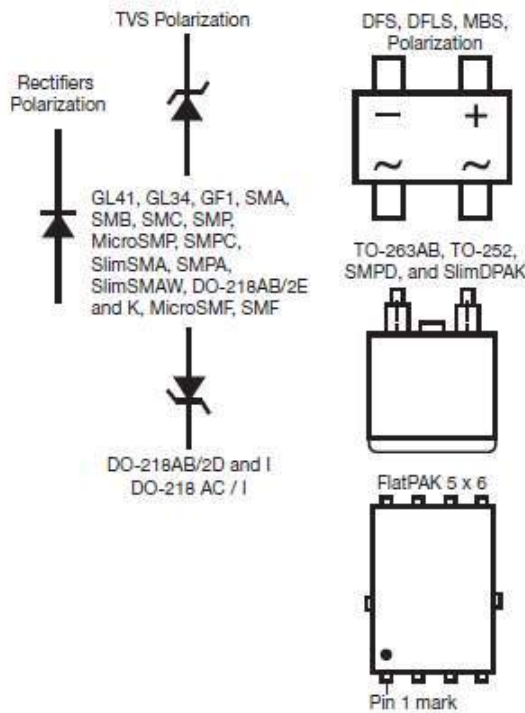 TVS Polarization
Rectifiers
Polarization
GL41, GL34, GF1, SMA,
SMB, SMC, SMP,
MicroSMP, SMPC,
SlimSMA, SMPA,
SlimSMAW, DO-218AB/2E
and K, MicroSMF, SMF
DO-218AB/2D and I
DO-218 AC / I
DFS, DFLS, MBS,
Polarization
− +
~ ~
TO-263AB, TO-252,
SMPD, and SlimDPAK
FlatPAK 5 x 6
Pin 1 mark